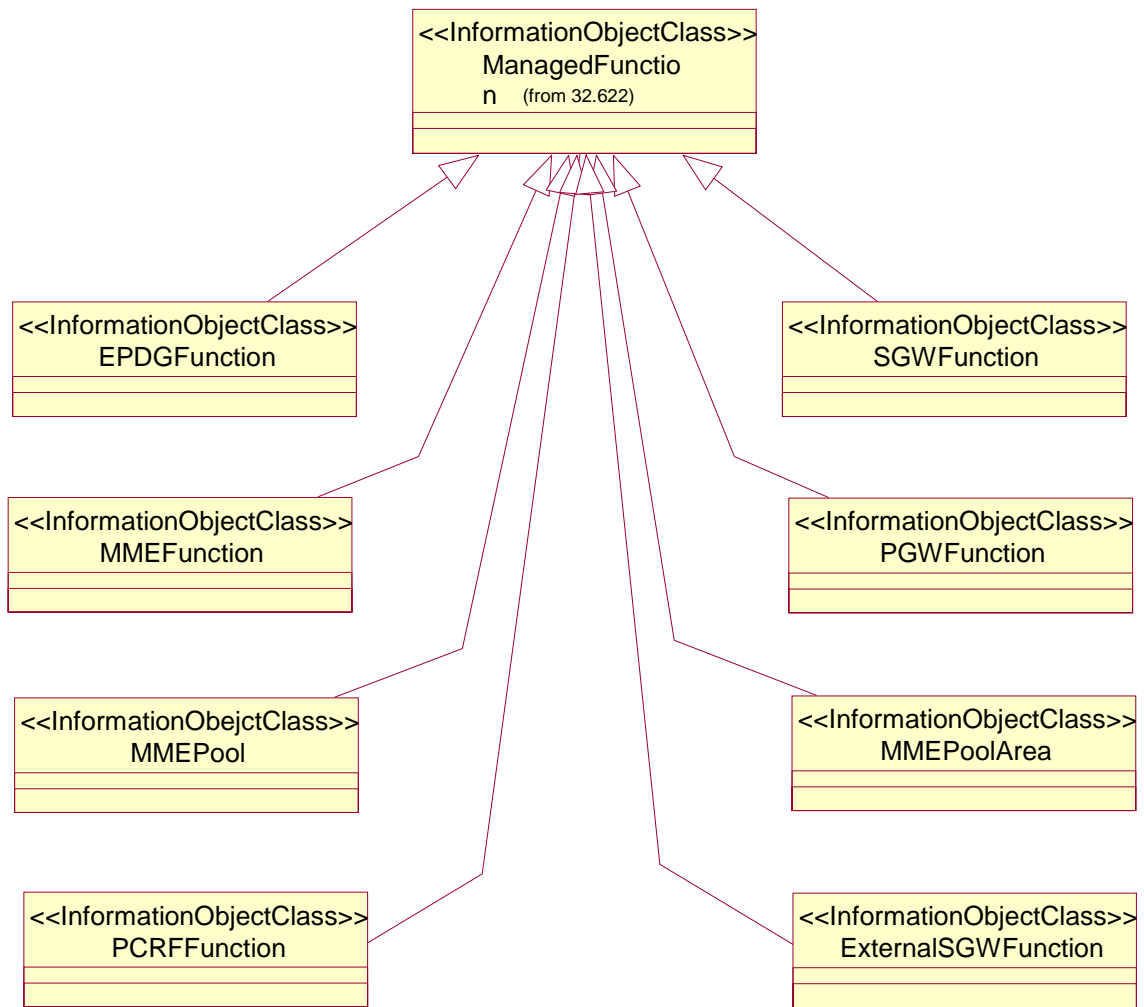 <<InformationObjectClass>>
ManagedFunctio
n (from 32.622)
<<InformationObjectClass>>
EPDGFunction
<<InformationObjectClass>>
SGWFunction
<<InformationObjectClass>>
MMEFunction
<<InformationObjectClass>>
PGWFunction
<<InformationObejctClass>>
MMEPool
<<InformationObjectClass>>
MMEPoolArea
<<InformationObjectClass>>
PCRFFunction
<<InformationObjectClass>>
ExternalSGWFunction